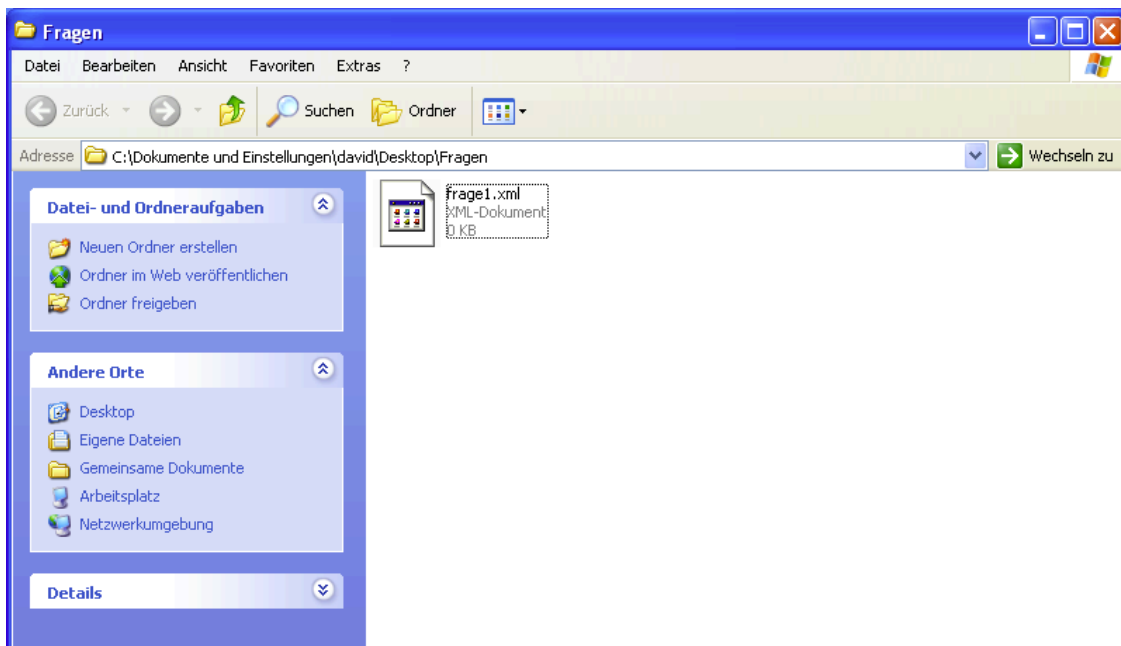 Fragen
Datei Bearbeiten Ansicht Favoriten Extras ?
Zurück Suchen Ordner
Adresse C:\Dokumente und Einstellungen\david\Desktop\Fragen Wechseln zu
Datei- und Ordneraufgaben
Neuen Ordner erstellen
Ordner im Web veröffentlichen
Ordner freigeben
Andere Orte
Desktop
Eigene Dateien
Gemeinsame Dokumente
Arbeitsplatz
Netzwerkumgebung
Details
frage1.xml
XML-Dokument
0 KB